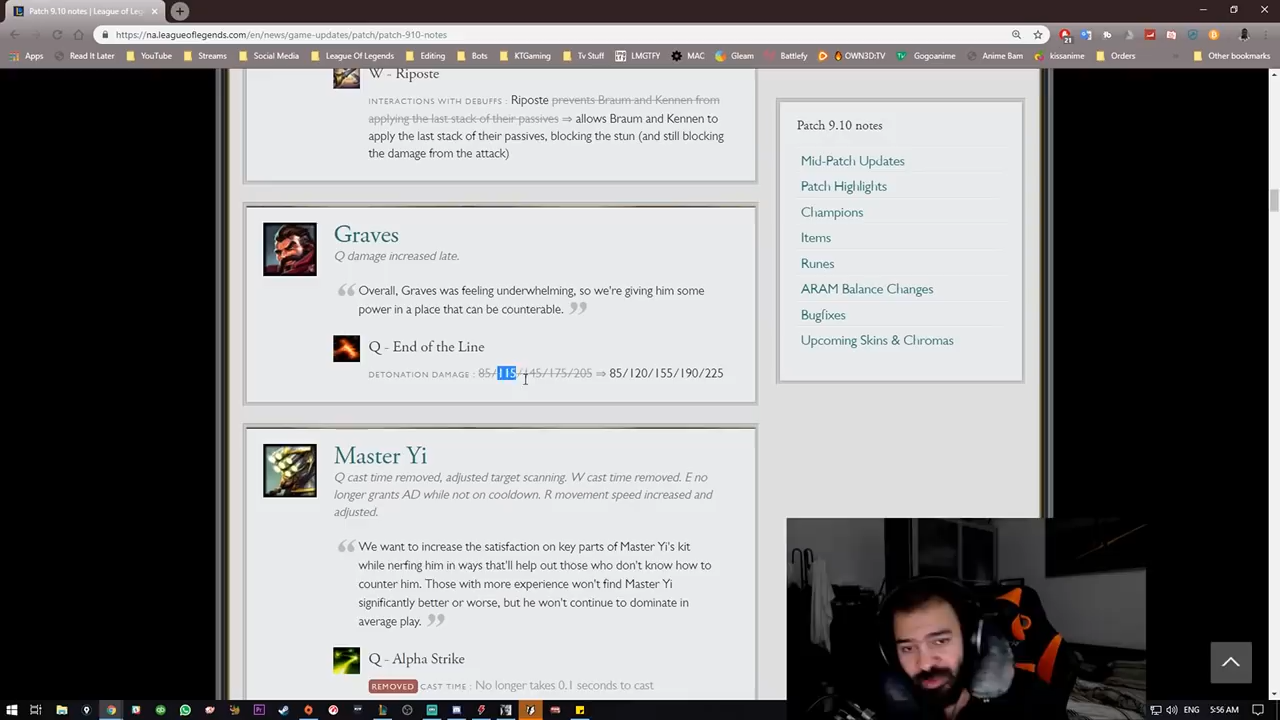 Patch 9.10 notes | League of Leg
https://na.leagueoflegends.com/en/news/game-updates/patch/patch-910-notes
21
Apps Read It Later YouTube Streams Social Media League Of Legends Editing Bots KTGaming Tv Stuff LMGTFY MAC Gleam Battlefy OWN3D.TV Gogoanime Anime Bam kissanime Orders Other bookmarks
W - Riposte
INTERACTIONS WITH DEBUFFS : Riposte prevents Braum and Kennen from
applying the last stack of their passives ⇒ allows Braum and Kennen to
apply the last stack of their passives, blocking the stun (and still blocking
the damage from the attack)
Graves
Q damage increased late.
Overall, Graves was feeling underwhelming, so we're giving him some
power in a place that can be counterable.
Q - End of the Line
DETONATION DAMAGE : 85/115/145/175/205 ⇒ 85/120/155/190/225
Master Yi
Q cast time removed, adjusted target scanning. W cast time removed. E no
longer grants AD while not on cooldown. R movement speed increased and
adjusted.
We want to increase the satisfaction on key parts of Master Yi's kit
while nerfing him in ways that'll help out those who don't know how to
counter him. Those with more experience won't find Master Yi
significantly better or worse, but he won't continue to dominate in
average play.
Q - Alpha Strike
REMOVED CAST TIME : No longer takes 0.1 seconds to cast
Patch 9.10 notes
Mid-Patch Updates
Patch Highlights
Champions
Items
Runes
ARAM Balance Changes
Bugfixes
Upcoming Skins & Chromas
ENG 5:56 AM